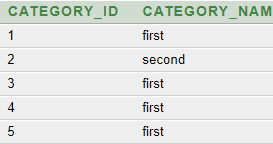 CATEGORY_ID CATEGORY_NAM
1 first
2 second
3 first
4 first
5 first